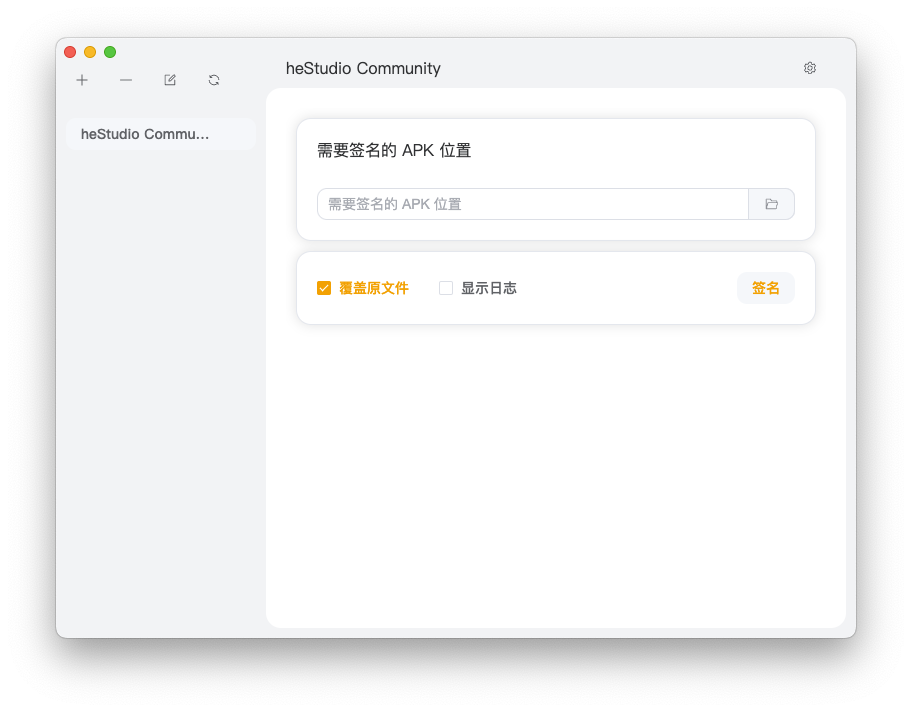 heStudio Community
heStudio Commu...
需要签名的 APK 位置
需要签名的 APK 位置
覆盖原文件
显示日志
签名